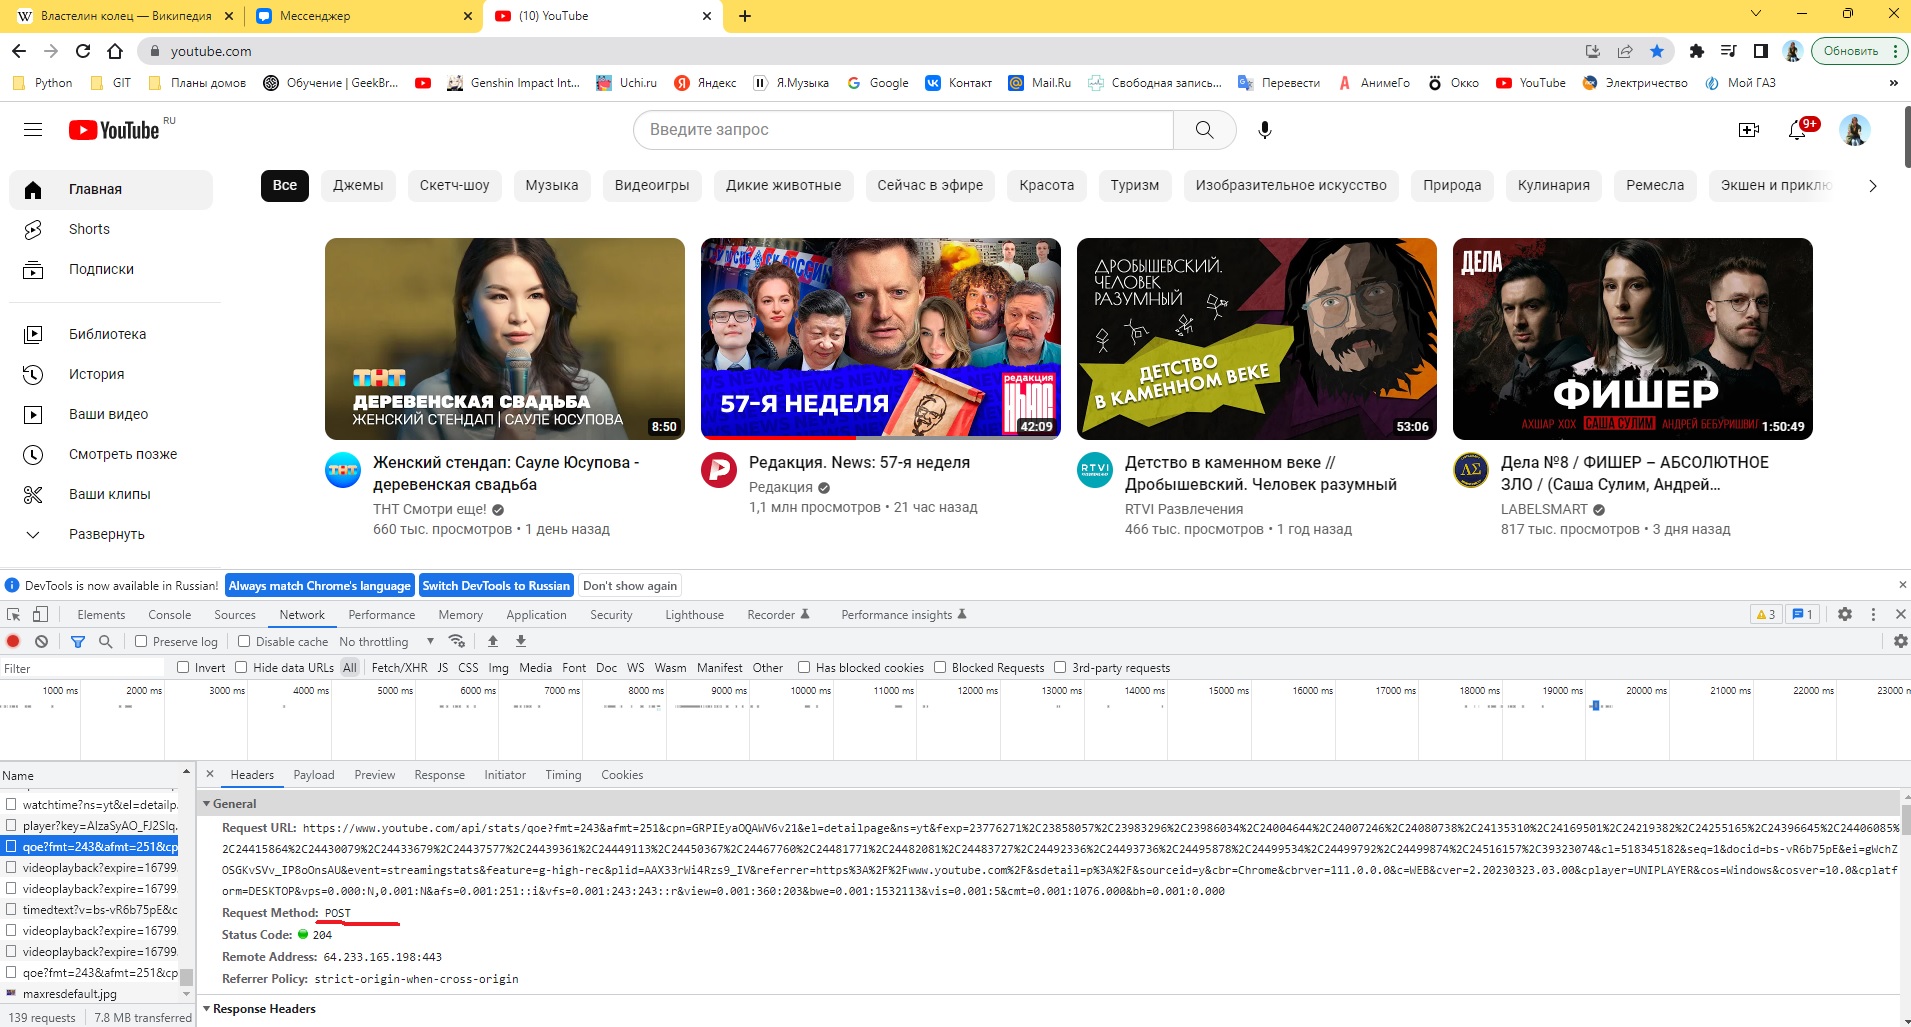 Властелин колец — Википедия
Мессенджер
(10) YouTube
youtube.com
Обновить
Python
GIT
Планы домов
Обучение | GeekBr...
Genshin Impact Int...
Uchi.ru
Яндекс
Я.Музыка
Google
Контакт
Mail.Ru
Свободная запись...
Перевести
АнимеГо
Окко
YouTube
Электричество
Мой ГАЗ
YouTube RU
Введите запрос
9+
Главная
Все
Джемы
Скетч-шоу
Музыка
Видеоигры
Дикие животные
Сейчас в эфире
Красота
Туризм
Изобразительное искусство
Природа
Кулинария
Ремесла
Экшен и приклю
Shorts
Подписки
Библиотека
История
Ваши видео
Смотреть позже
Ваши клипы
Развернуть
ТНТ
ДЕРЕВЕНСКАЯ СВАДЬБА
ЖЕНСКИЙ СТЕНДАП | САУЛЕ ЮСУПОВА
8:50
Женский стендап: Сауле Юсупова -
деревенская свадьба
ТНТ Смотри еще!
660 тыс. просмотров • 1 день назад
57-Я НЕДЕЛЯ
редакция
НЬЮС
42:09
Редакция. News: 57-я неделя
Редакция
1,1 млн просмотров • 21 час назад
ДРОБЫШЕВСКИЙ.
ЧЕЛОВЕК
РАЗУМНЫЙ
ДЕТСТВО
В КАМЕННОМ ВЕКЕ
53:06
RTVI
Детство в каменном веке //
Дробышевский. Человек разумный
RTVI Развлечения
466 тыс. просмотров • 1 год назад
ДЕЛА
ФИШЕР
АХШАР ХОХ САША СУЛИМ АНДРЕЙ БЕБУРИШВИ
1:50:49
Дела №8 / ФИШЕР – АБСОЛЮТНОЕ
ЗЛО / (Саша Сулим, Андрей...
LABELSMART
817 тыс. просмотров • 3 дня назад
DevTools is now available in Russian!
Always match Chrome's language
Switch DevTools to Russian
Don't show again
Elements
Console
Sources
Network
Performance
Memory
Application
Security
Lighthouse
Recorder
Performance insights
3
1
Preserve log
Disable cache
No throttling
Filter
Invert
Hide data URLs
All
Fetch/XHR
JS
CSS
Img
Media
Font
Doc
WS
Wasm
Manifest
Other
Has blocked cookies
Blocked Requests
3rd-party requests
1000 ms
2000 ms
3000 ms
4000 ms
5000 ms
6000 ms
7000 ms
8000 ms
9000 ms
10000 ms
11000 ms
12000 ms
13000 ms
14000 ms
15000 ms
16000 ms
17000 ms
18000 ms
19000 ms
20000 ms
21000 ms
22000 ms
23000 m
Name
watchtime?ns=yt&el=detailp.
player?key=AIzaSyAO_FJ2Slq.
qoe?fmt=243&afmt=251&cp
videoplayback?expire=16799.
videoplayback?expire=16799.
timedtext?v=bs-vR6b75pE&c
videoplayback?expire=16799.
videoplayback?expire=16799.
qoe?fmt=243&afmt=251&cp
maxresdefault.jpg
139 requests
7.8 MB transferred
Headers
Payload
Preview
Response
Initiator
Timing
Cookies
General
Request URL: https://www.youtube.com/api/stats/qoe?fmt=243&afmt=251&cpn=GRPIEyaOQAWV6v21&el=detailpage&ns=yt&fexp=23776271%2C23858057%2C23983296%2C23986034%2C24004644%2C24007246%2C24080738%2C24135310%2C24169501%2C24219382%2C24255165%2C24396645%2C24406085%
2C24415864%2C24430079%2C24433679%2C24437577%2C24439361%2C24449113%2C24450367%2C24467760%2C24481771%2C24482081%2C24483727%2C24492336%2C24493736%2C24495878%2C24499534%2C24499792%2C24499874%2C24516157%2C39323074&cl=518345182&seq=1&docid=bs-vR6b75pE&ei=gWchZ
OSGKvSVv_IP8oOnsAU&event=streamingstats&feature=g-high-rec&plid=AAX33rWi4Rzs9_IV&referrer=https%3A%2F%2Fwww.youtube.com%2F&sdetail=p%3A%2F&sourceid=y&cbr=Chrome&cbrver=111.0.0.0&c=WEB&cver=2.20230323.03.00&cplayer=UNIPLAYER&cos=Windows&cosver=10.0&cplatf
orm=DESKTOP&vps=0.000:N,0.001:N&afs=0.001:251::i&vfs=0.001:243:243::r&view=0.001:360:203&bwe=0.001:1532113&vis=0.001:5&cmt=0.001:1076.000&bh=0.001:0.000
Request Method: POST
Status Code: 204
Remote Address: 64.233.165.198:443
Referrer Policy: strict-origin-when-cross-origin
Response Headers